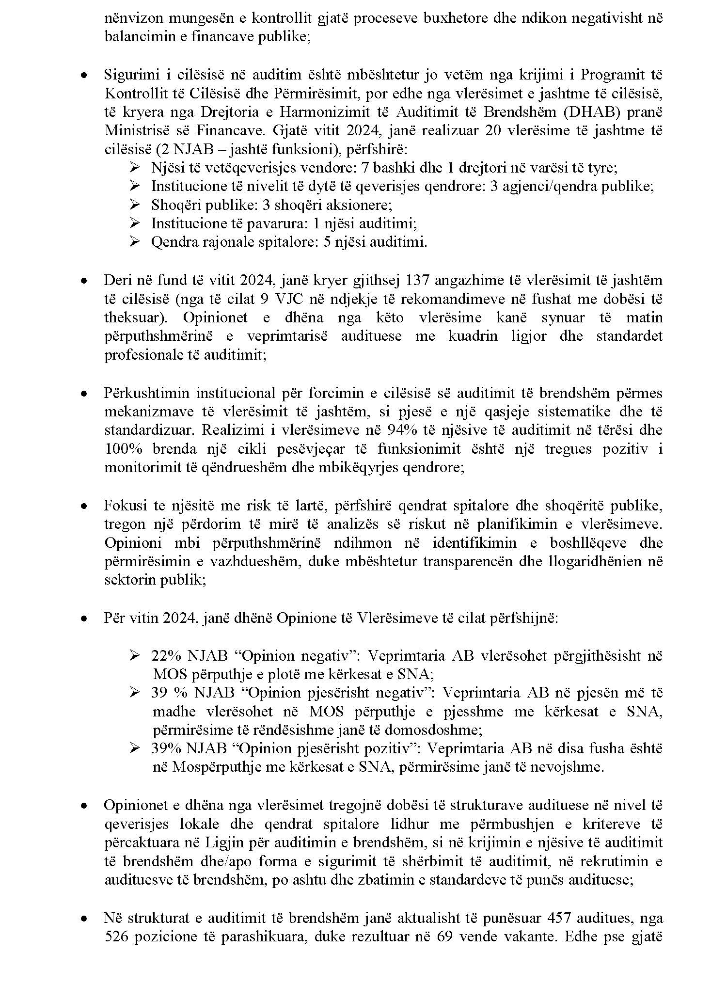 nënvizon mungesën e kontrollit gjatë proceseve buxhetore dhe ndikon negativisht në
balancimin e financave publike;
• Sigurimi i cilësisë në auditim është mbështetur jo vetëm nga krijimi i Programit të
Kontrollit të Cilësisë dhe Përmirësimit, por edhe nga vlerësimet e jashtme të cilësisë,
të kryera nga Drejtoria e Harmonizimit të Auditimit të Brendshëm (DHAB) pranë
Ministrisë së Financave. Gjatë vitit 2024, janë realizuar 20 vlerësime të jashtme të
cilësisë (2 NJAB – jashtë funksioni), përfshirë:
➢ Njësi të vetëqeverisjes vendore: 7 bashki dhe 1 drejtori në varësi të tyre;
➢ Institucione të nivelit të dytë të qeverisjes qendrore: 3 agjenci/qendra publike;
➢ Shoqëri publike: 3 shoqëri aksionere;
➢ Institucione të pavarura: 1 njësi auditimi;
➢ Qendra rajonale spitalore: 5 njësi auditimi.
• Deri në fund të vitit 2024, janë kryer gjithsej 137 angazhime të vlerësimit të jashtëm
të cilësisë (nga të cilat 9 VJC në ndjekje të rekomandimeve në fushat me dobësi të
theksuar). Opinionet e dhëna nga këto vlerësime kanë synuar të matin
përputhshmërinë e veprimtarisë audituese me kuadrin ligjor dhe standardet
profesionale të auditimit;
• Përkushtimin institucional për forcimin e cilësisë së auditimit të brendshëm përmes
mekanizmave të vlerësimit të jashtëm, si pjesë e një qasjeje sistematike dhe të
standardizuar. Realizimi i vlerësimeve në 94% të njësive të auditimit në tërësi dhe
100% brenda një cikli pesëvjeçar të funksionimit është një tregues pozitiv i
monitorimit të qëndrueshëm dhe mbikëqyrjes qendrore;
• Fokusi te njësitë me risk të lartë, përfshirë qendrat spitalore dhe shoqëritë publike,
tregon një përdorim të mirë të analizës së riskut në planifikimin e vlerësimeve.
Opinioni mbi përputhshmërinë ndihmon në identifikimin e boshllëqeve dhe
përmirësimin e vazhdueshëm, duke mbështetur transparencën dhe llogaridhënien në
sektorin publik;
• Për vitin 2024, janë dhënë Opinione të Vlerësimeve të cilat përfshijnë:
➢ 22% NJAB “Opinion negativ”: Veprimtaria AB vlerësohet përgjithësisht në
MOS përputhje e plotë me kërkesat e SNA;
➢ 39 % NJAB “Opinion pjesërisht negativ”: Veprimtaria AB në pjesën më të
madhe vlerësohet në MOS përputhje e pjesshme me kërkesat e SNA,
përmirësime të rëndësishme janë të domosdoshme;
➢ 39% NJAB “Opinion pjesërisht pozitiv”: Veprimtaria AB në disa fusha është
në Mospërputhje me kërkesat e SNA, përmirësime janë të nevojshme.
• Opinionet e dhëna nga vlerësimet tregojnë dobësi të strukturave audituese në nivel të
qeverisjes lokale dhe qendrat spitalore lidhur me përmbushjen e kritereve të
përcaktuara në Ligjin për auditimin e brendshëm, si në krijimin e njësive të auditimit
të brendshëm dhe/apo forma e sigurimit të shërbimit të auditimit, në rekrutimin e
audituesve të brendshëm, po ashtu dhe zbatimin e standardeve të punës audituese;
• Në strukturat e auditimit të brendshëm janë aktualisht të punësuar 457 auditues, nga
526 pozicione të parashikuara, duke rezultuar në 69 vende vakante. Edhe pse gjatë